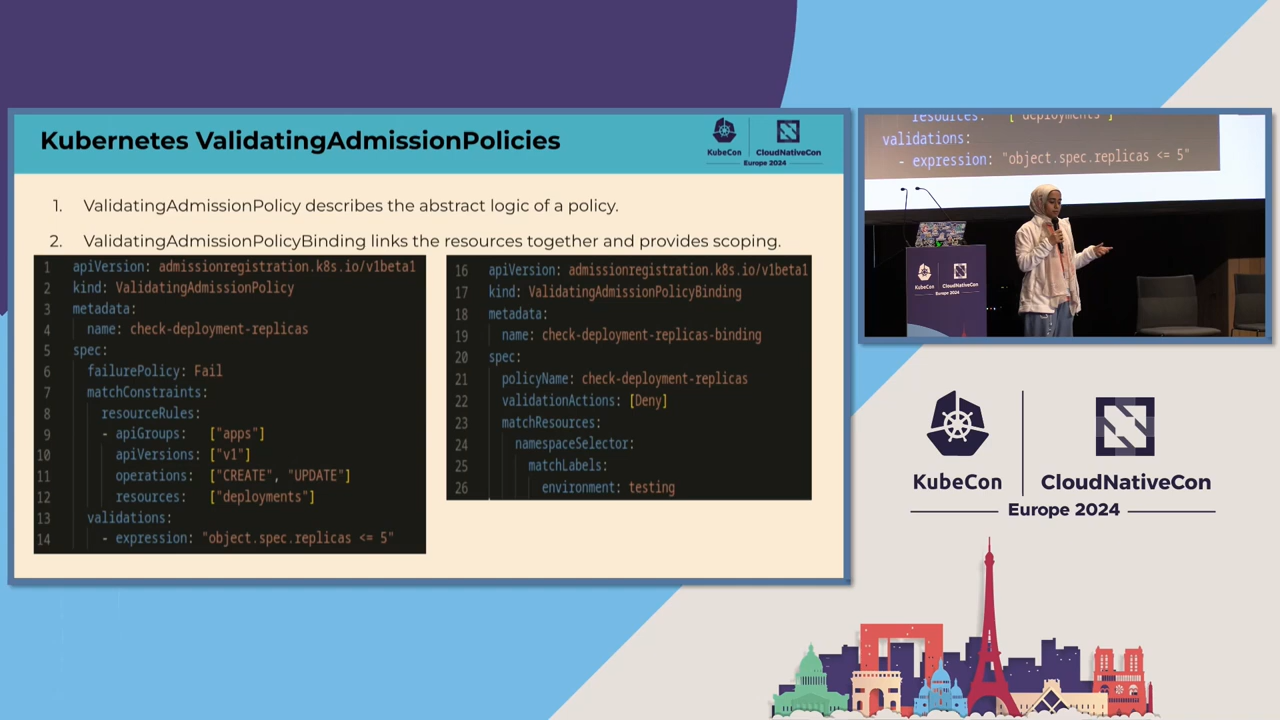 Kubernetes ValidatingAdmissionPolicies
KubeCon
CloudNativeCon
Europe 2024
1. ValidatingAdmissionPolicy describes the abstract logic of a policy.
2. ValidatingAdmissionPolicyBinding links the resources together and provides scoping.
1 apiVersion: admissionregistration.k8s.io/v1beta1
2 kind: ValidatingAdmissionPolicy
3 metadata:
4 name: check-deployment-replicas
5 spec:
6 failurePolicy: Fail
7 matchConstraints:
8 resourceRules:
9 - apiGroups: ["apps"]
10 apiVersions: ["v1"]
11 operations: ["CREATE", "UPDATE"]
12 resources: ["deployments"]
13 validations:
14 - expression: "object.spec.replicas <= 5"
16 apiVersion: admissionregistration.k8s.io/v1beta1
17 kind: ValidatingAdmissionPolicyBinding
18 metadata:
19 name: check-deployment-replicas-binding
20 spec:
21 policyName: check-deployment-replicas
22 validationActions: [Deny]
23 matchResources:
24 namespaceSelector:
25 matchLabels:
26 environment: testing
resources: ["deployments"]
validations:
- expression: "object.spec.replicas <= 5"
KubeCon
CloudNativeCon
Europe 2024
KubeCon
CloudNativeCon
Europe 2024